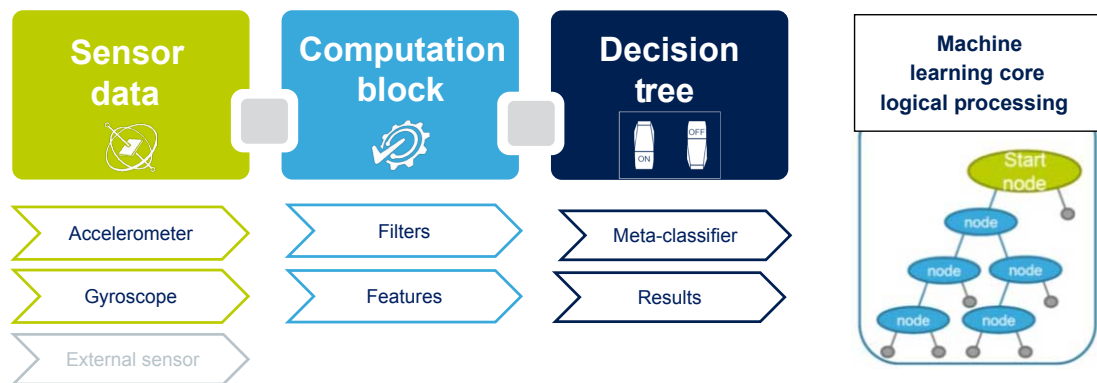 Sensor
data
Computation
block
Decision
tree
ON
OFF
Accelerometer
Gyroscope
External sensor
Filters
Features
Meta-classifier
Results
Machine
learning core
logical processing
Start
node
node
node
node
node
node